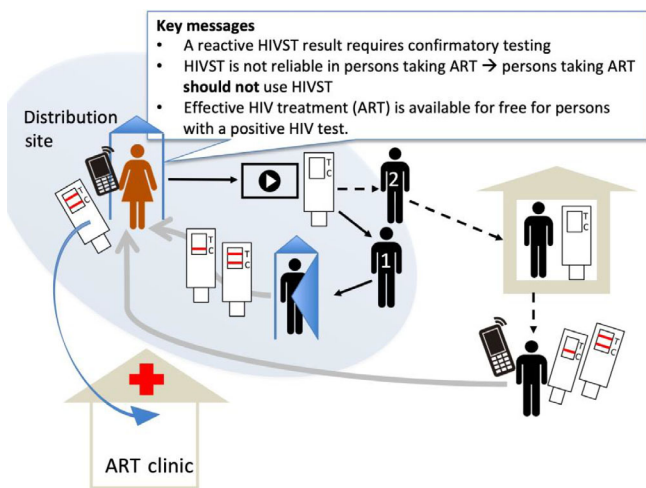 Key messages
• A reactive HIVST result requires confirmatory testing
• HIVST is not reliable in persons taking ART → persons taking ART
should not use HIVST
• Effective HIV treatment (ART) is available for free for persons
with a positive HIV test.
Distribution
site
T
C
T
C
2
T
C
1
T
C
T
C
ART clinic